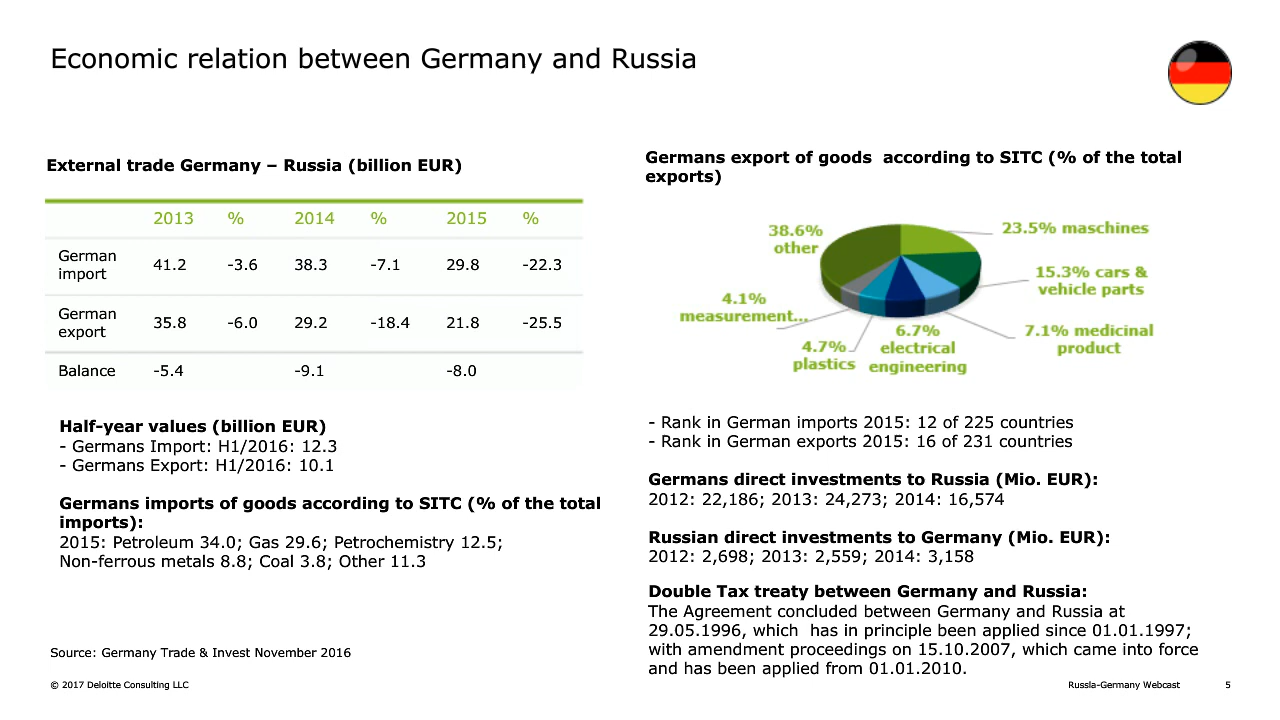 Economic relation between Germany and Russia
External trade Germany – Russia (billion EUR)
2013 % 2014 % 2015 %
German
import
41.2 -3.6 38.3 -7.1 29.8 -22.3
German
export
35.8 -6.0 29.2 -18.4 21.8 -25.5
Balance -5.4 -9.1 -8.0
Half-year values (billion EUR)
- Germans Import: H1/2016: 12.3
- Germans Export: H1/2016: 10.1
Germans imports of goods according to SITC (% of the total
imports):
2015: Petroleum 34.0; Gas 29.6; Petrochemistry 12.5;
Non-ferrous metals 8.8; Coal 3.8; Other 11.3
Source: Germany Trade & Invest November 2016
Germans export of goods according to SITC (% of the total
exports)
38.6%
other
23.5% maschines
15.3% cars &
vehicle parts
7.1% medicinal
product
6.7%
electrical
engineering
4.7%
plastics
4.1%
measurement...
- Rank in German imports 2015: 12 of 225 countries
- Rank in German exports 2015: 16 of 231 countries
Germans direct investments to Russia (Mio. EUR):
2012: 22,186; 2013: 24,273; 2014: 16,574
Russian direct investments to Germany (Mio. EUR):
2012: 2,698; 2013: 2,559; 2014: 3,158
Double Tax treaty between Germany and Russia:
The Agreement concluded between Germany and Russia at
29.05.1996, which has in principle been applied since 01.01.1997;
with amendment proceedings on 15.10.2007, which came into force
and has been applied from 01.01.2010.
© 2017 Deloitte Consulting LLC
Russla-Germany Webcast
5